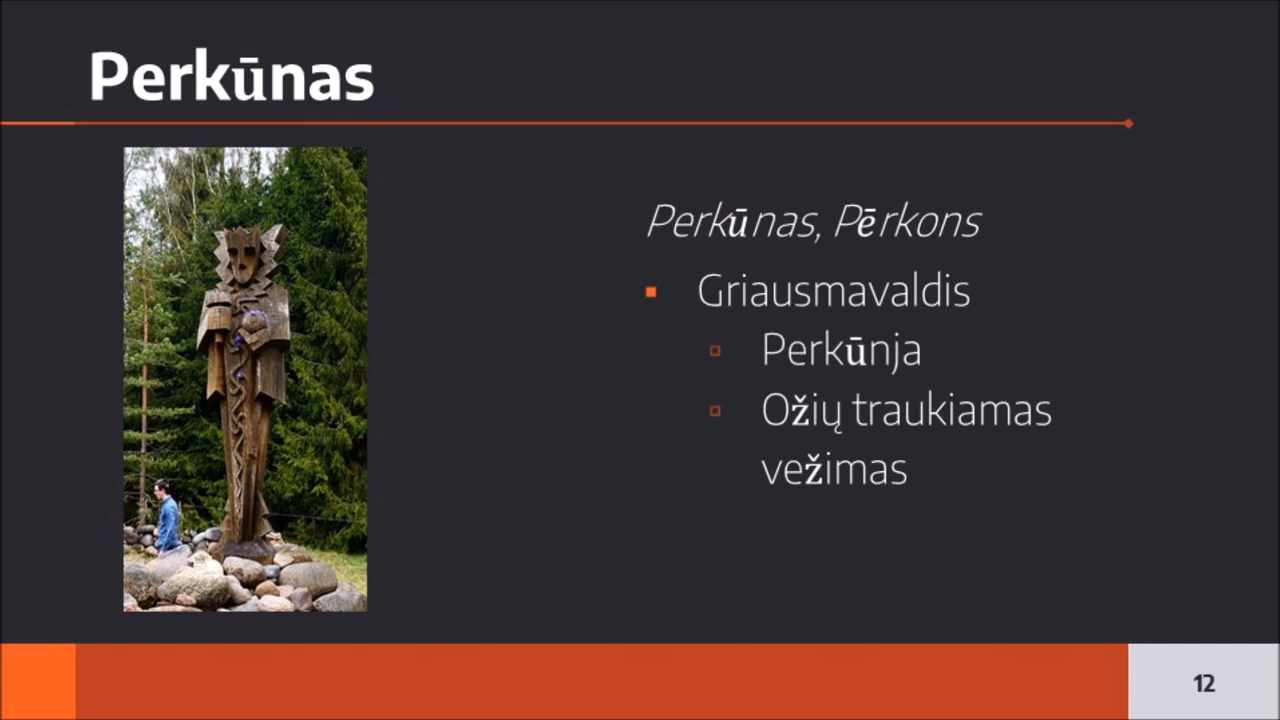 Perkūnas
Perkūnas, Pērkons
Griausmavaldis
Perkūnja
Ožių traukiamas
vežimas
12